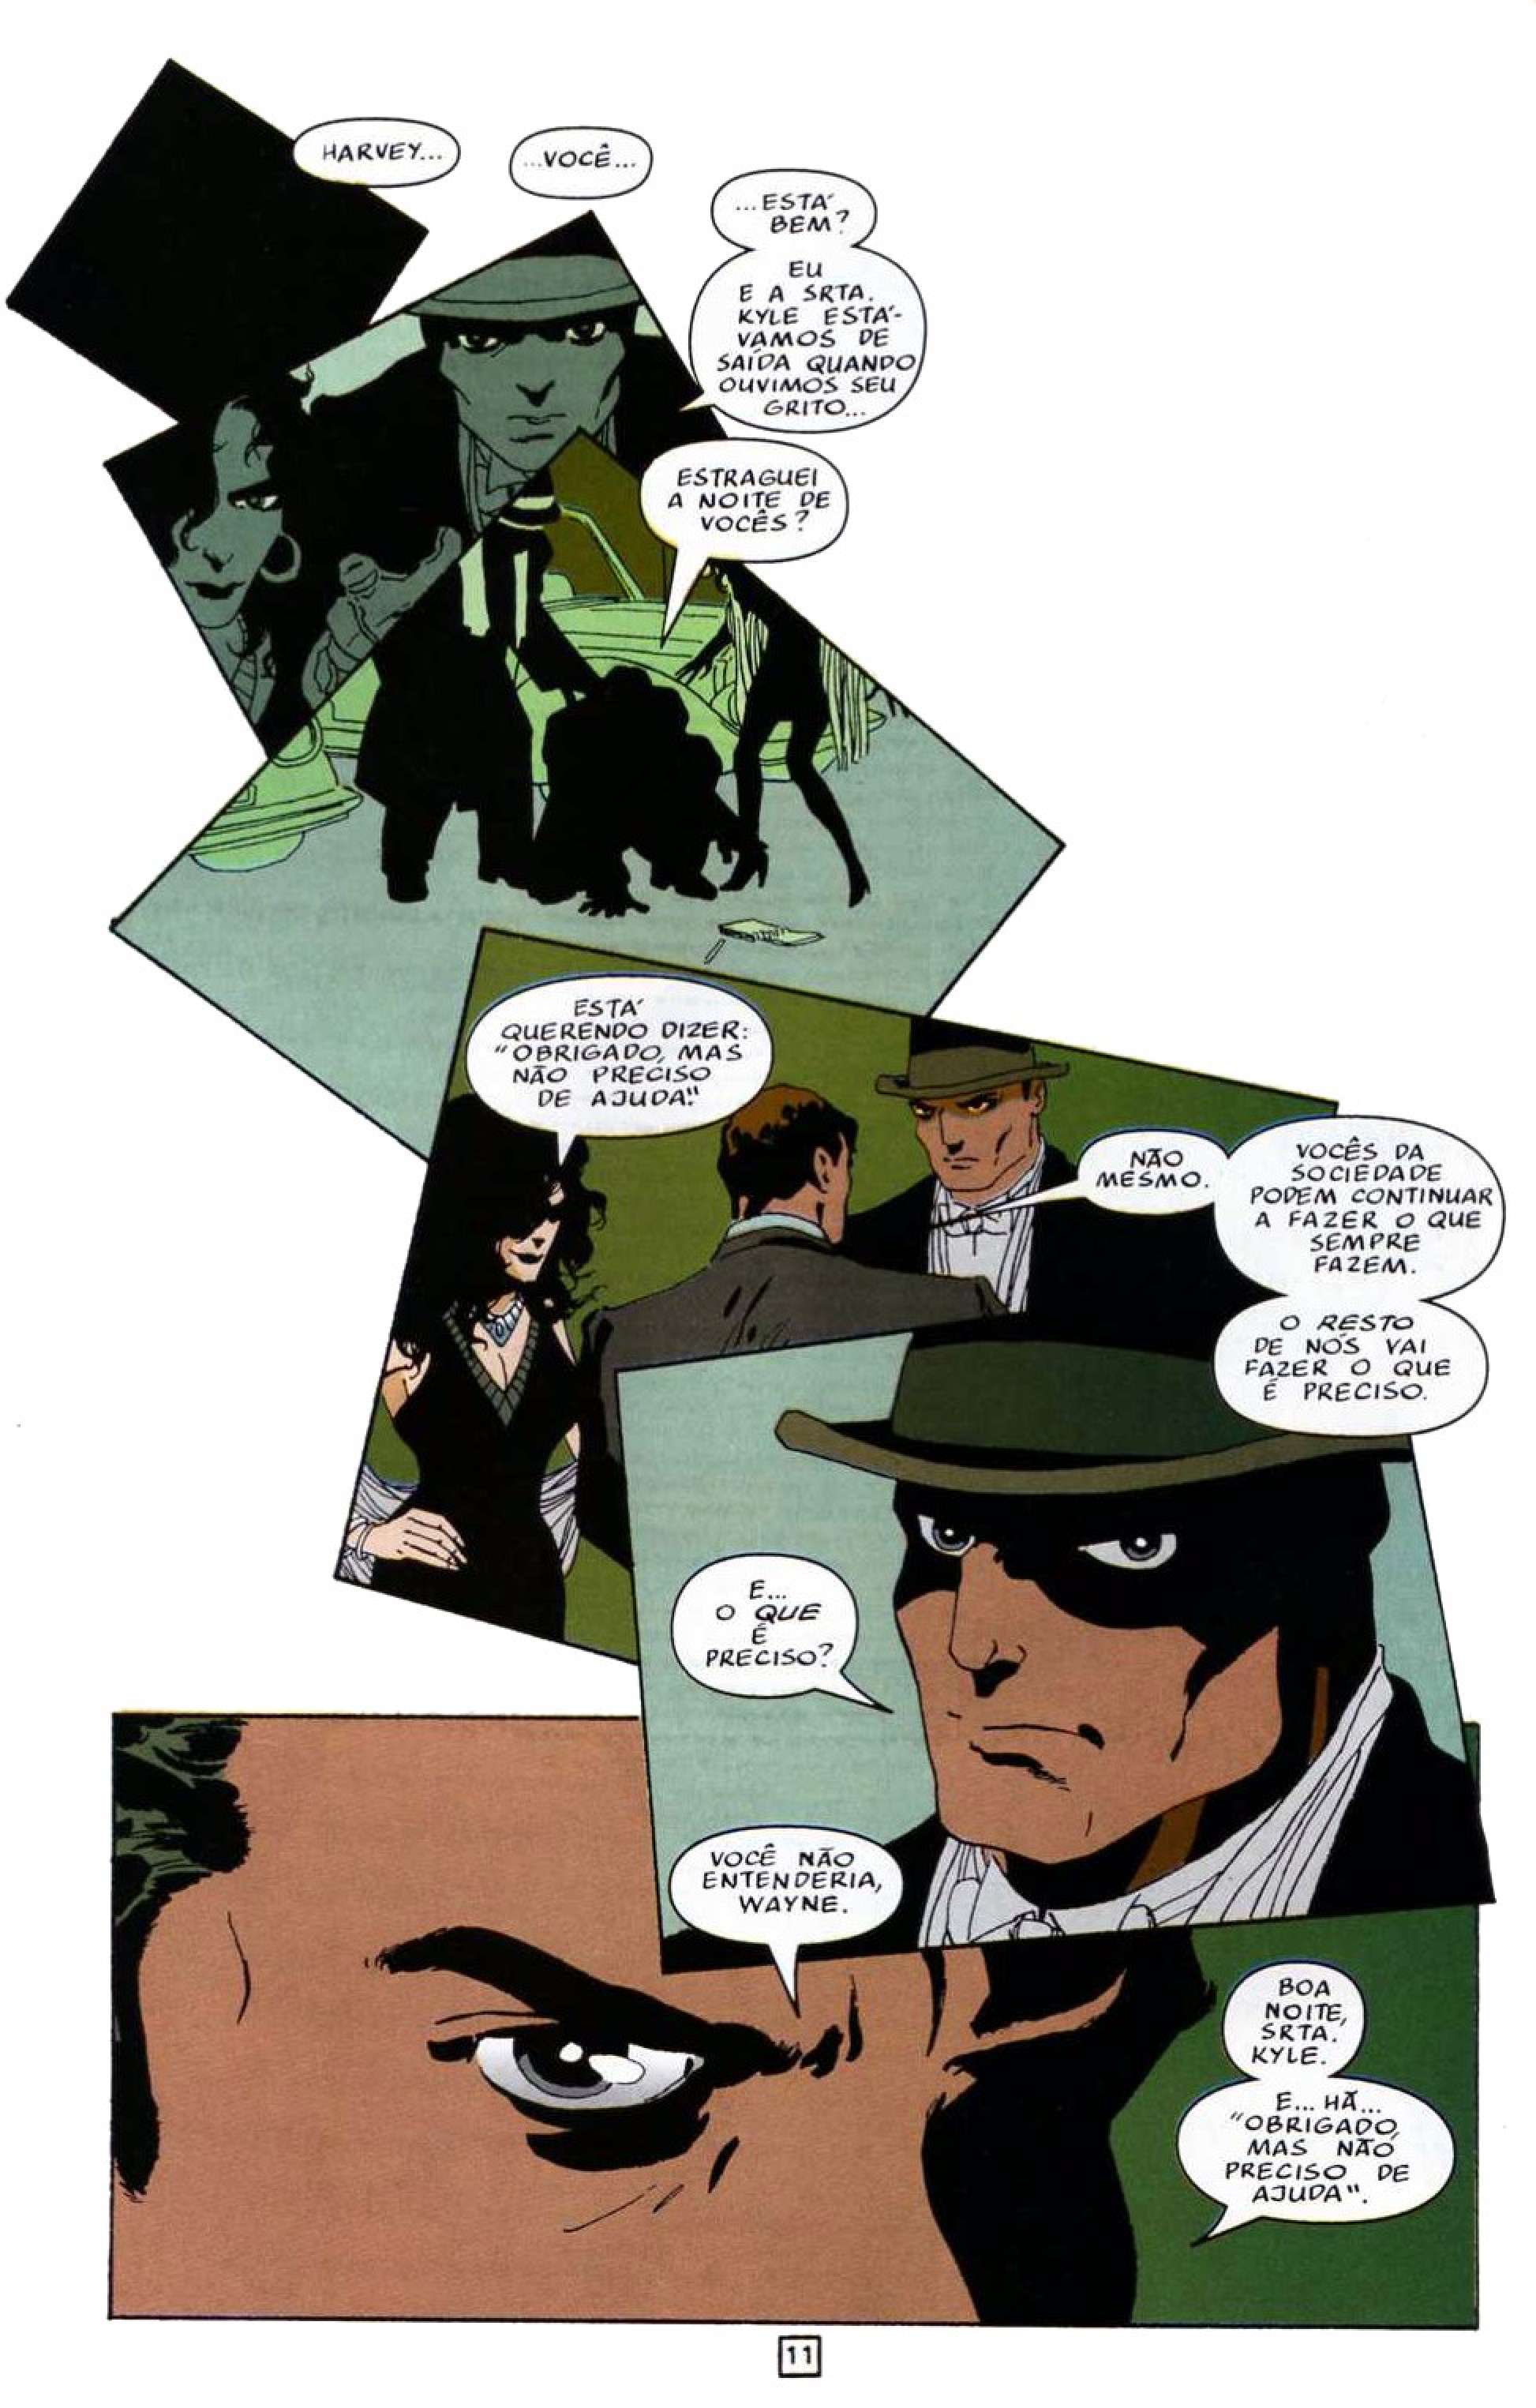 HARVEY...
...VOCÊ...
...ESTÁ
BEM?
EU
E A SRTA.
KYLE ESTÁ-
VAMOS DE
SAÍDA QUANDO
OUVIMOS SEU
GRITO...
ESTRAGUEI
A NOITE DE
VOCÊS?
ESTÁ
QUERENDO DIZER:
"OBRIGADO, MAS
NÃO PRECISO
DE AJUDA."
NÃO
MESMO.
VOCÊS DA
SOCIEDADE
PODEM CONTINUAR
A FAZER O QUE
SEMPRE
FAZEM.
O RESTO
DE NÓS VAI
FAZER O QUE
É PRECISO.
E...
O QUE
É
PRECISO?
VOCÊ NÃO
ENTENDERIA,
WAYNE.
BOA
NOITE,
SRTA.
KYLE.
E... HÃ...
"OBRIGADO,
MAS NÃO
PRECISO DE
AJUDA".
11